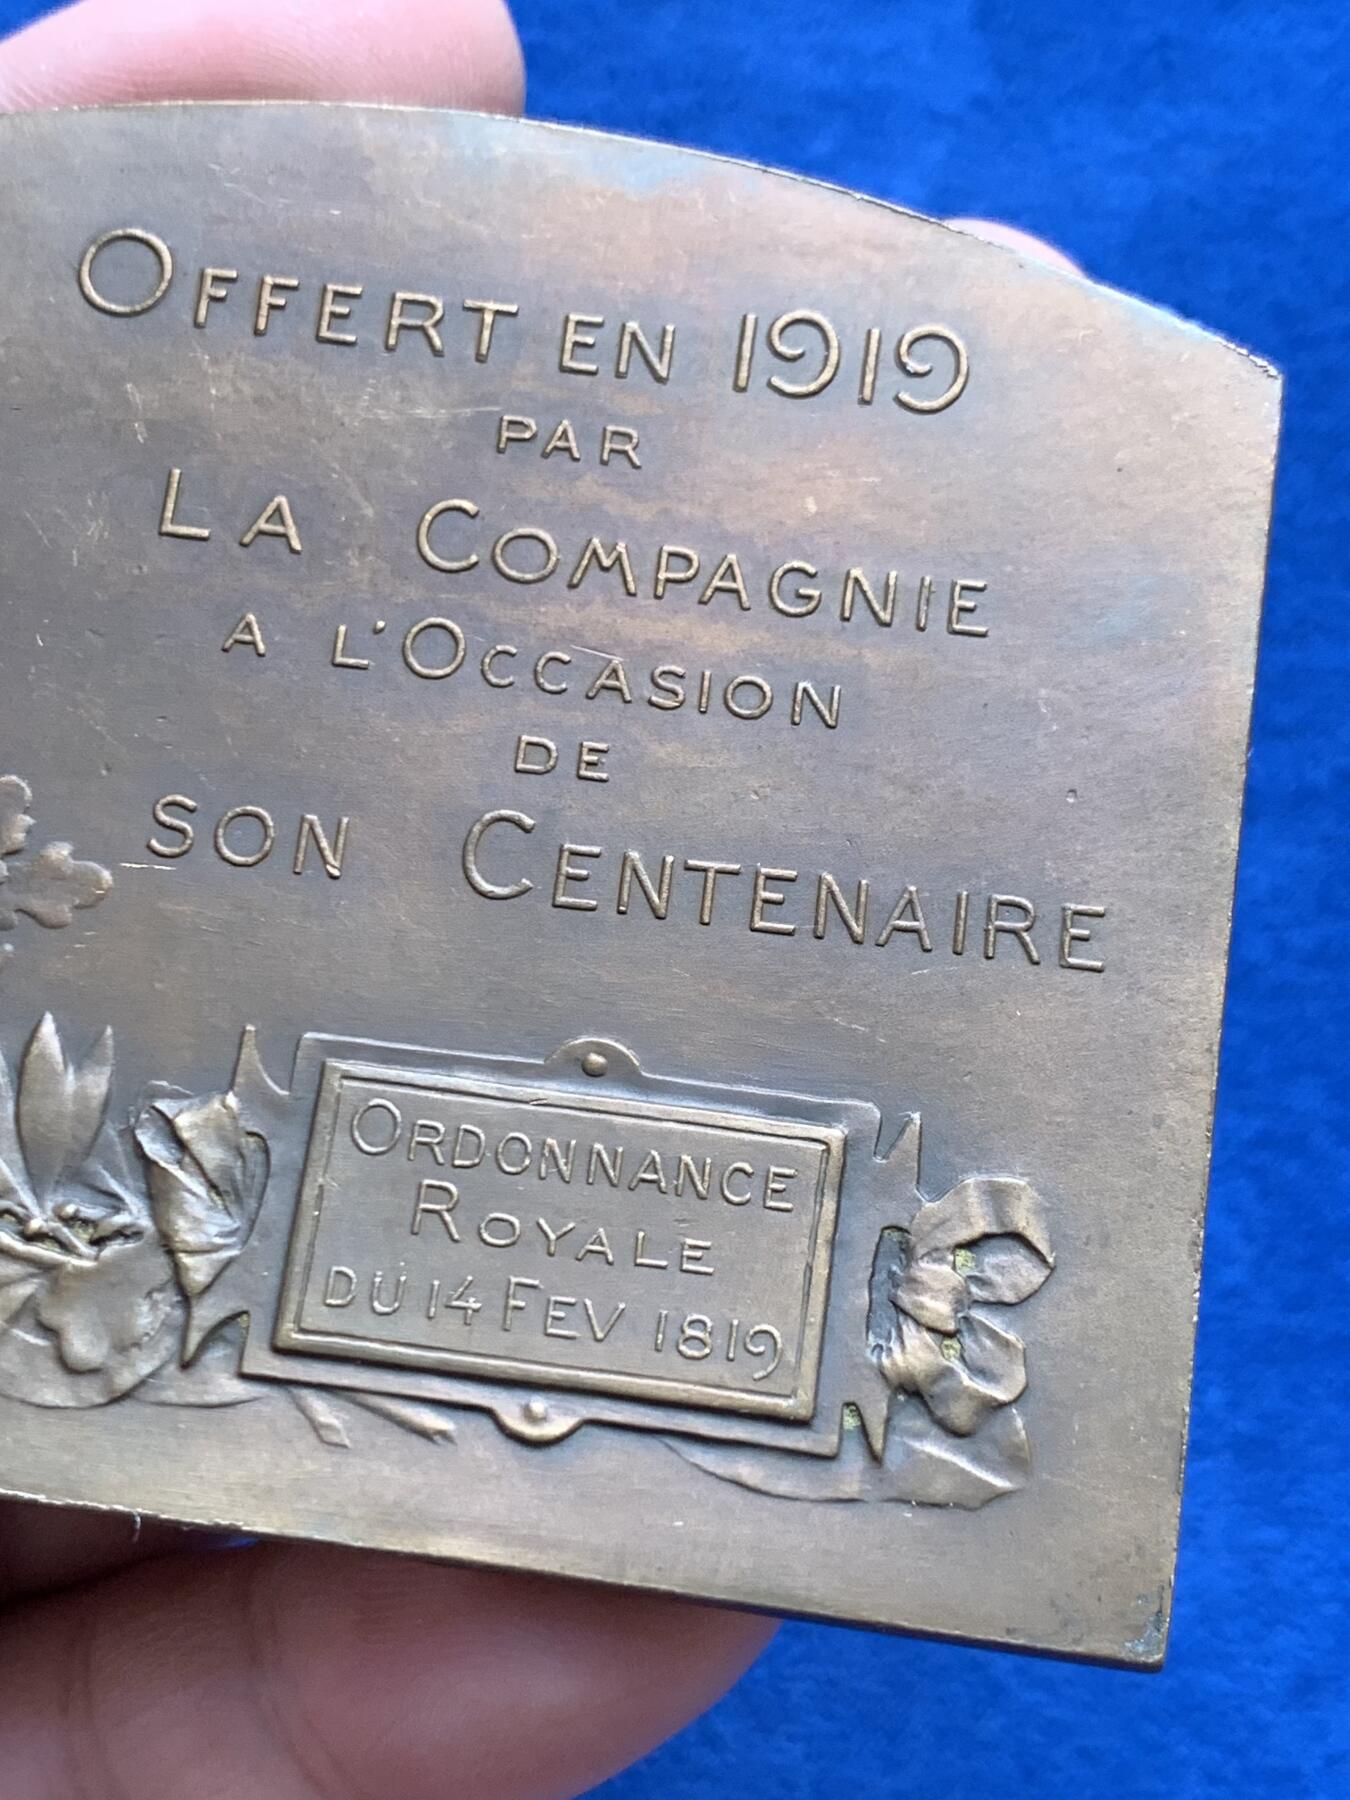 OFFERT EN 1919
PAR
LA COMPAGNIE
A L'OCCASION
DE
SON CENTENAIRE
ORDONNANCE
ROYALE
DU 14 FEV 1819